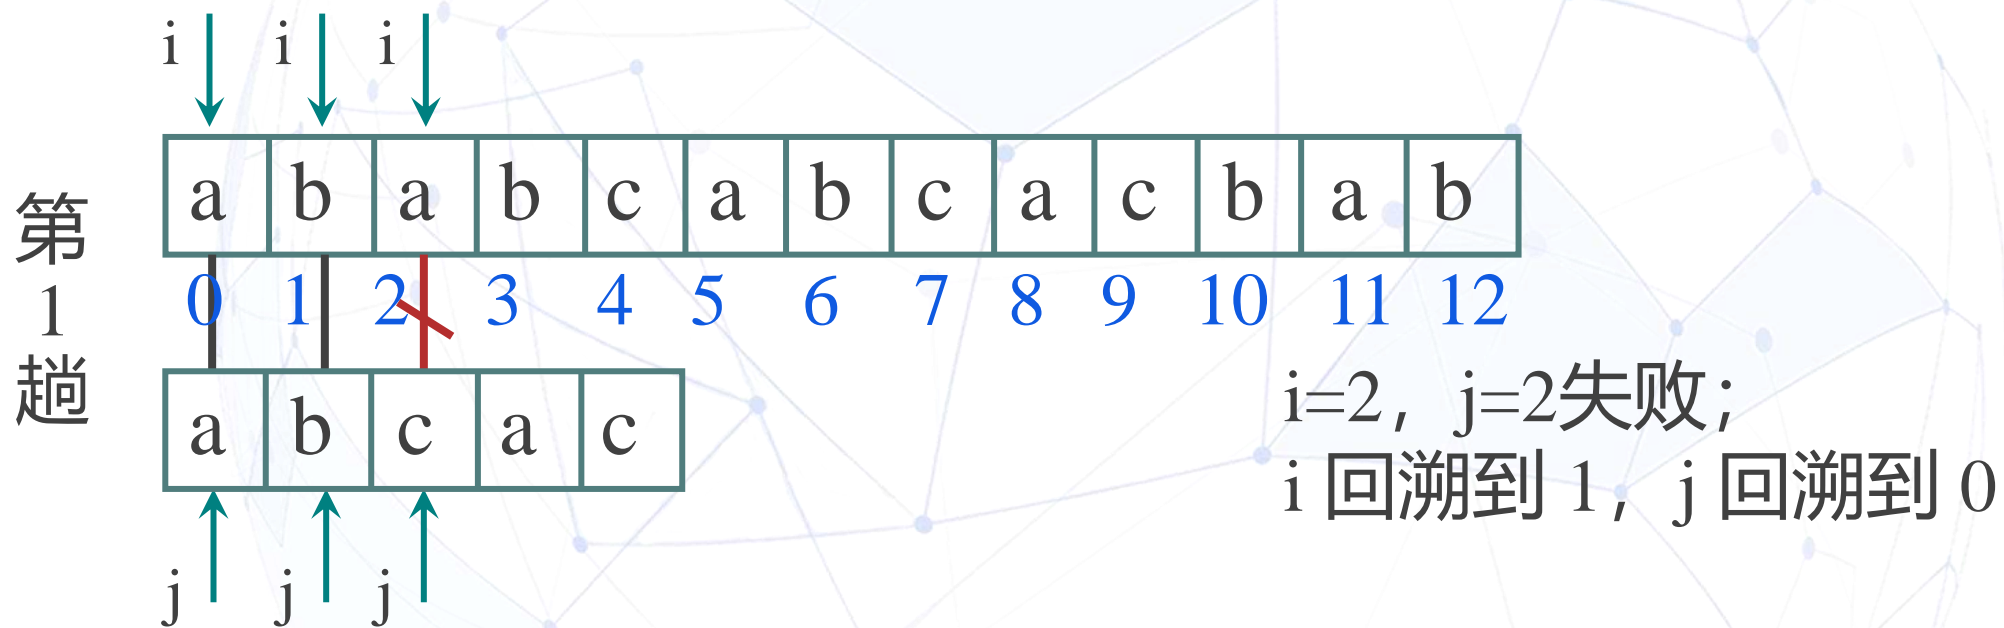 i i i
第1趟
a b a b c a b c a c b a b
0 1 2 3 4 5 6 7 8 9 10 11 12
a b c a c
i=2，j=2失败；
i 回溯到 1，j 回溯到 0
j j j